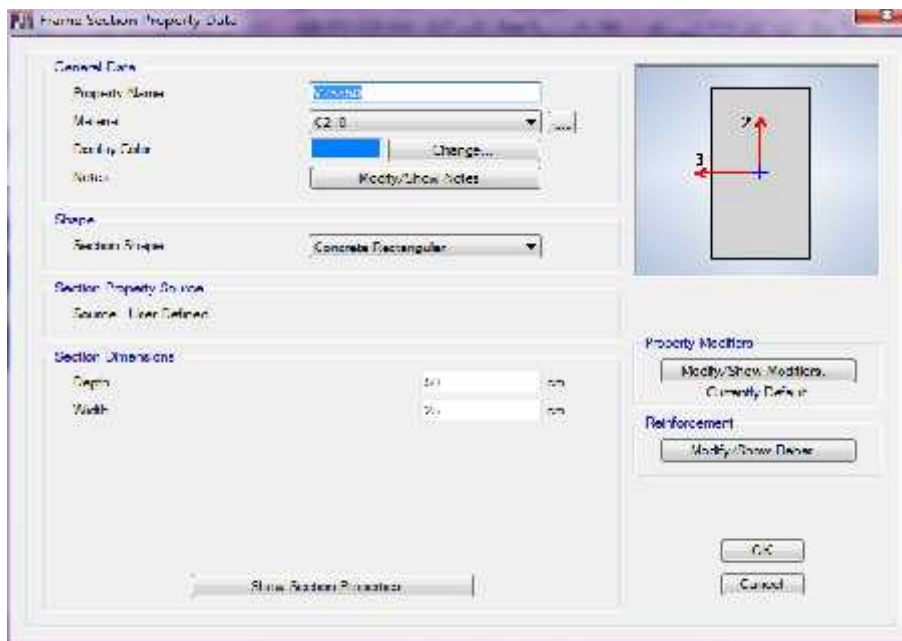 Frame Section Property Data
General Data
Property Name
Material
Display Color
Change...
Notes
Modify/Show Notes
Shape
Section Shape
Concrete Rectangular
Section Property Source
Source: User Defined
Section Dimensions
Depth
cm
Width
cm
Show Section Properties
2
3
Property Modifiers
Modify/Show Modifiers...
Currently Default
Reinforcement
Modify/Show Rebar...
OK
Cancel